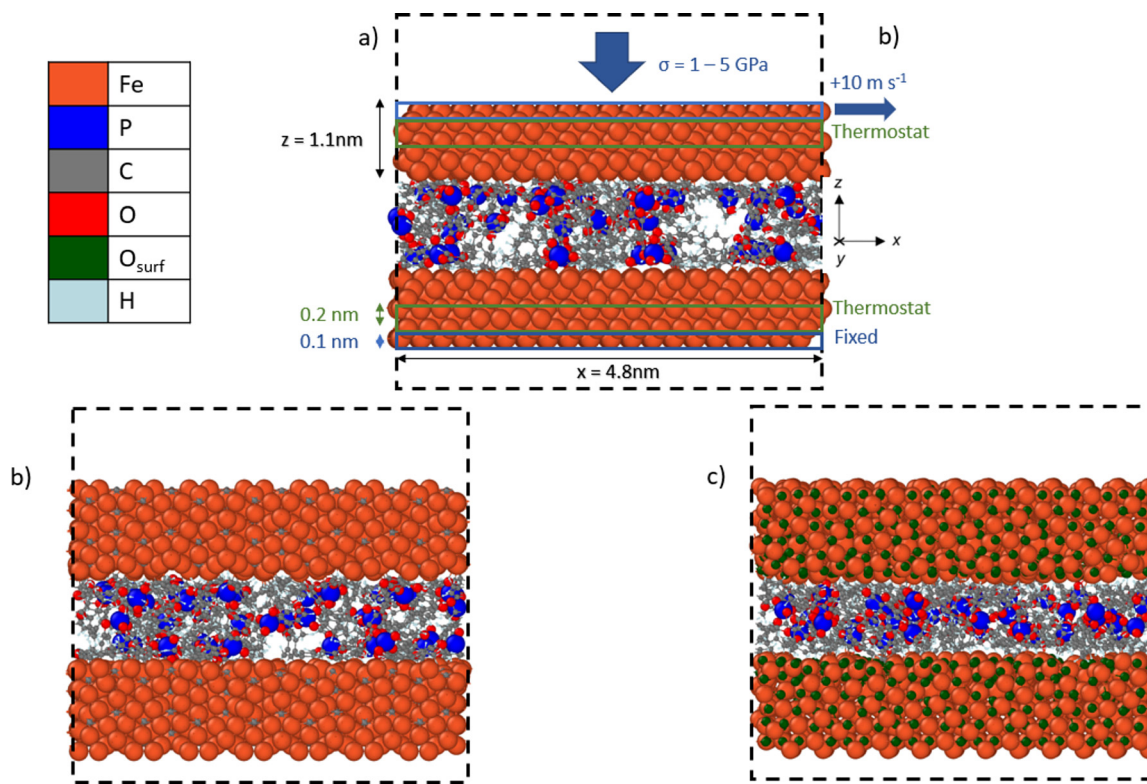 Fe
P
C
O
O_surf
H
a)
b)
σ = 1 – 5 GPa
+10 m s⁻¹
z = 1.1nm
Thermostat
z
x
y
0.2 nm
Thermostat
0.1 nm
Fixed
x = 4.8nm
b)
c)